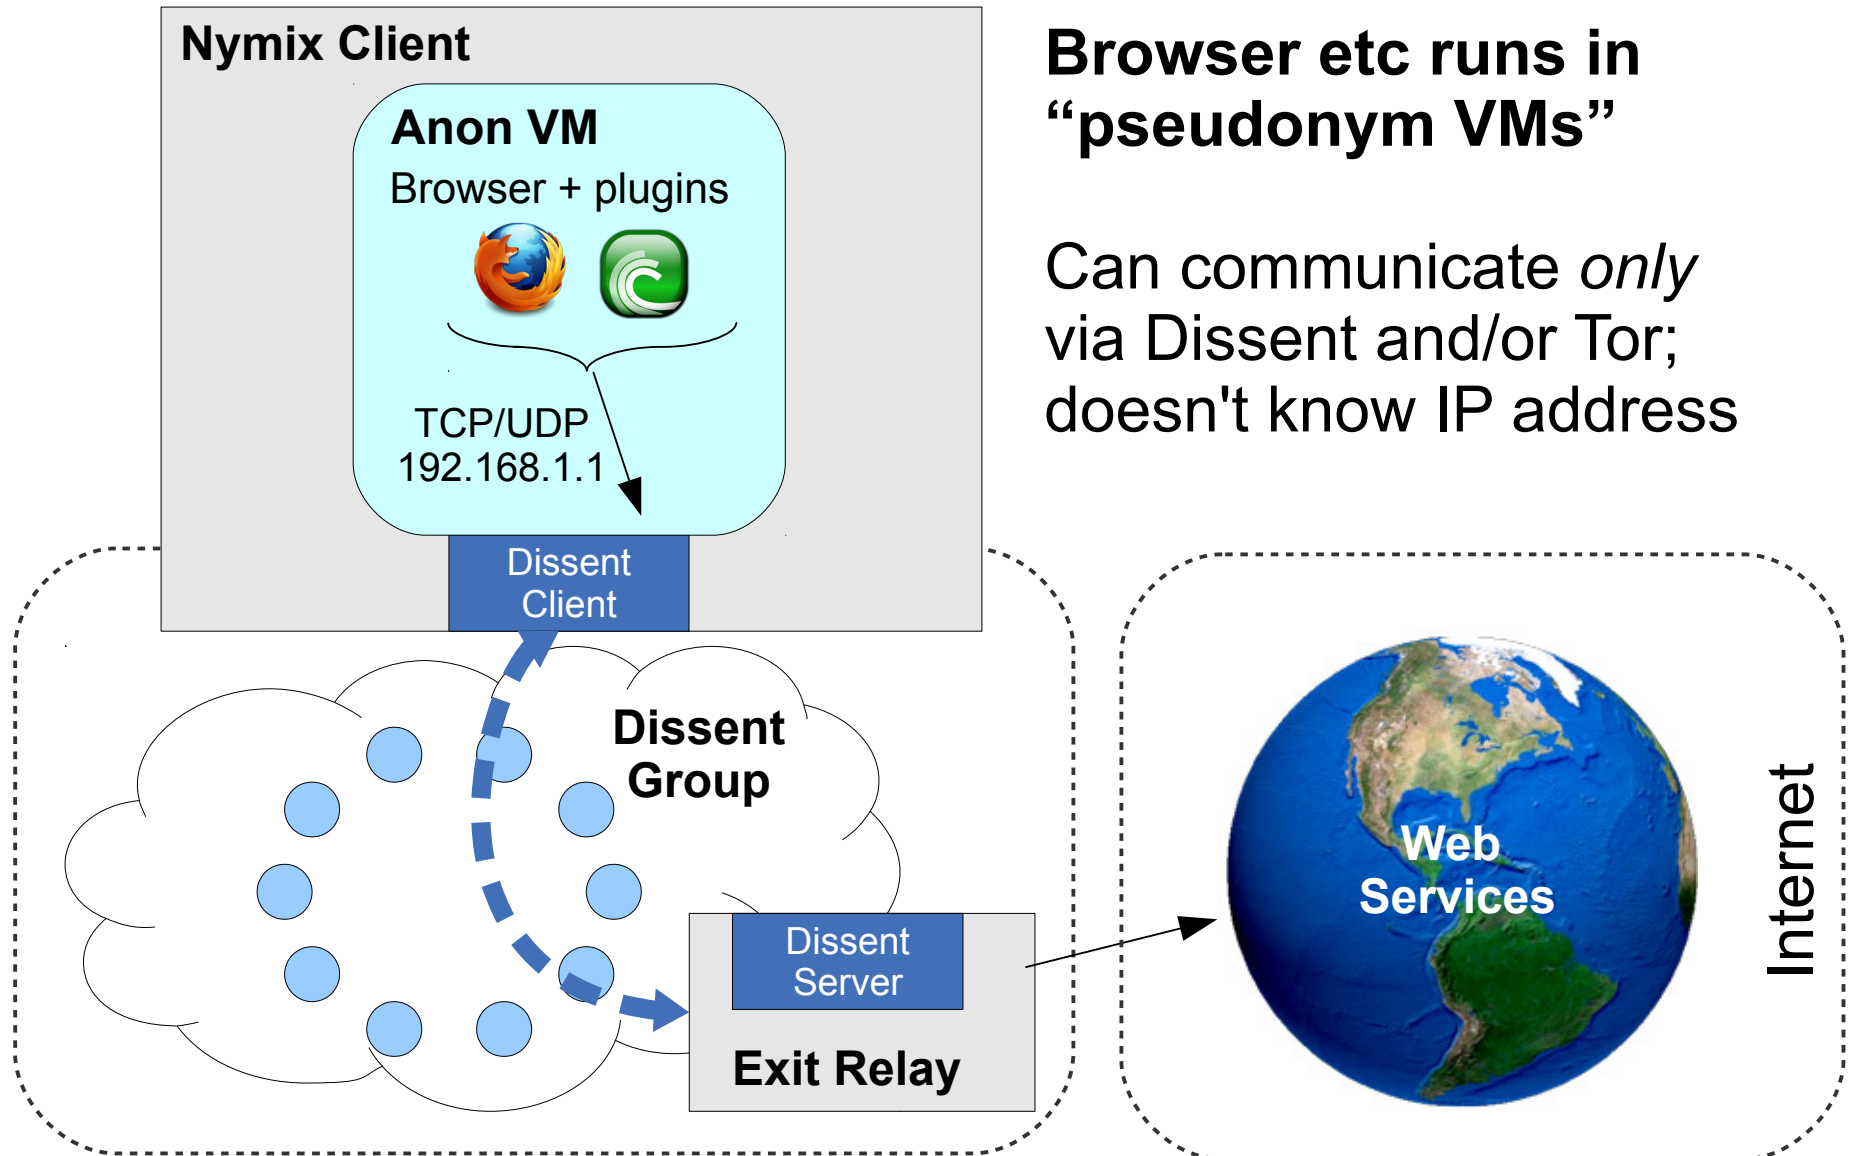 Nymix Client
Anon VM
Browser + plugins
TCP/UDP
192.168.1.1
Dissent
Client
Browser etc runs in
“pseudonym VMs”
Can communicate only
via Dissent and/or Tor;
doesn't know IP address
Dissent
Group
Dissent
Server
Exit Relay
Web
Services
Internet